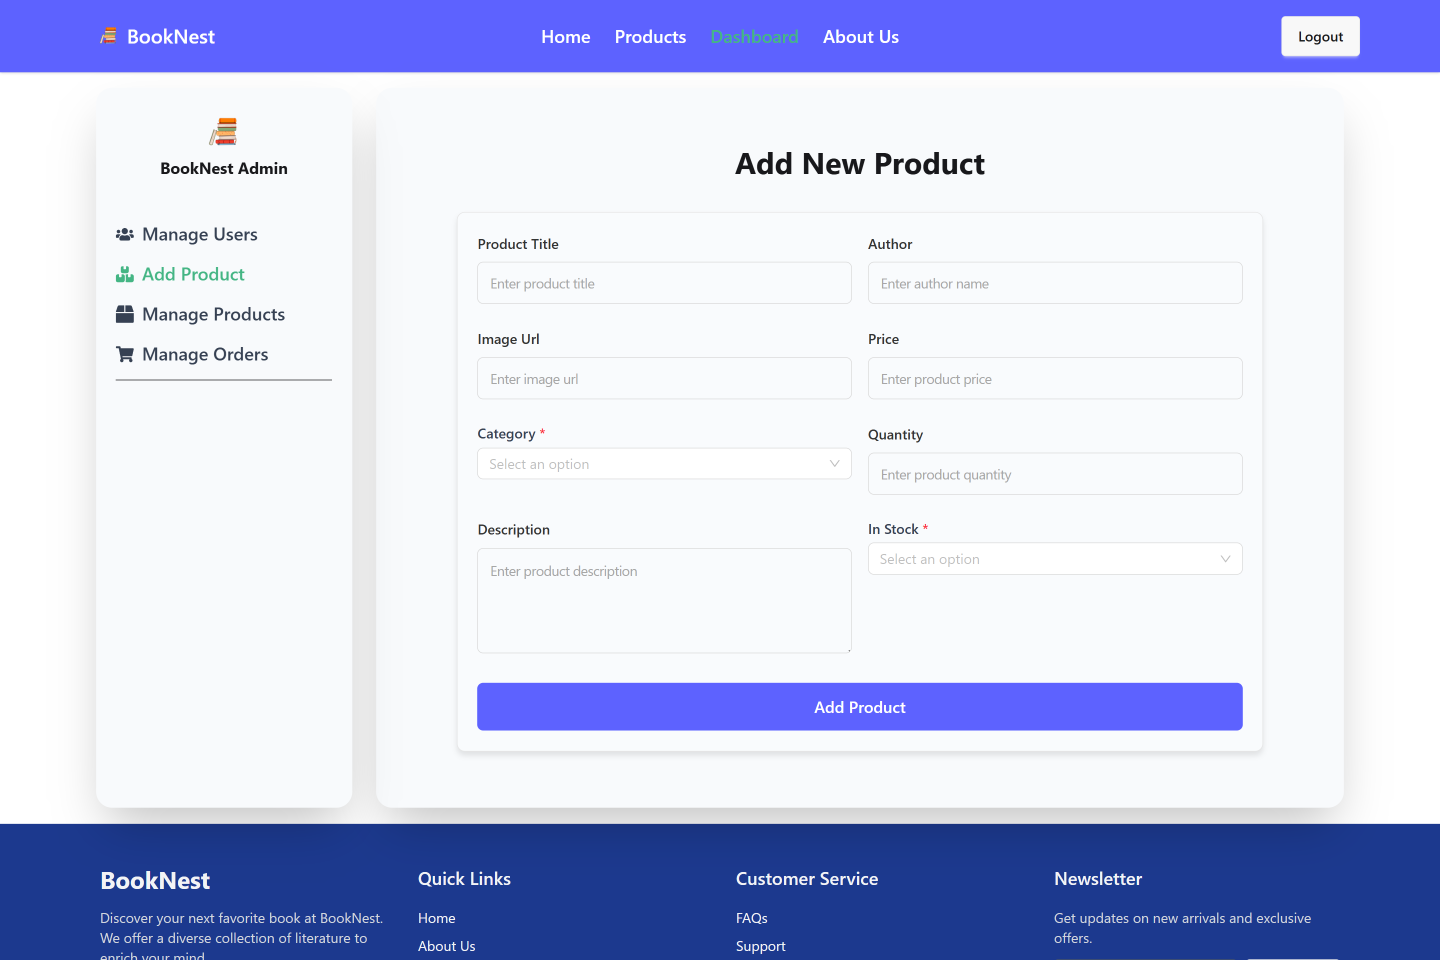 BookNest
Home
Products
Dashboard
About Us
Logout
BookNest Admin
Manage Users
Add Product
Manage Products
Manage Orders
Add New Product
Product Title
Enter product title
Author
Enter author name
Image Url
Enter image url
Price
Enter product price
Category *
Select an option
Quantity
Enter product quantity
Description
Enter product description
In Stock *
Select an option
Add Product
BookNest
Discover your next favorite book at BookNest.
We offer a diverse collection of literature to
enrich your mind.
Quick Links
Home
About Us
Customer Service
FAQs
Support
Newsletter
Get updates on new arrivals and exclusive
offers.